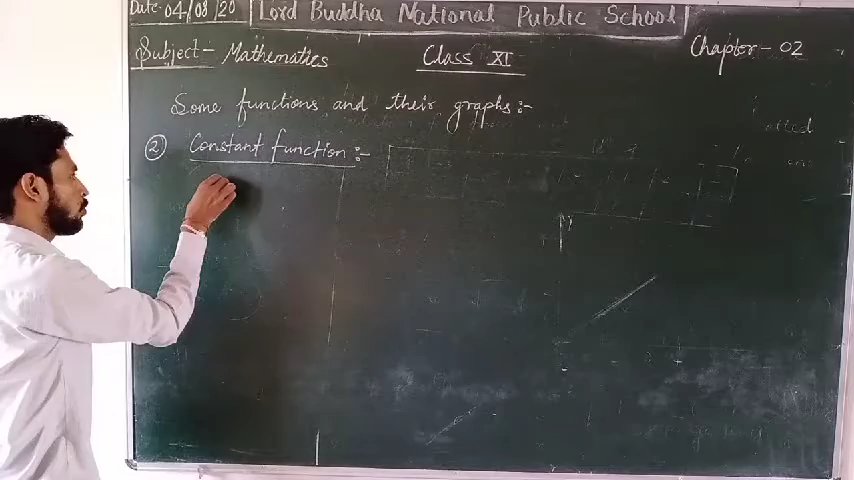 Date- 04/08/20 Lord Buddha National Public School
Subject- Mathematics Class XI Chapter- 02
Some functions and their graphs:-
② Constant function:-